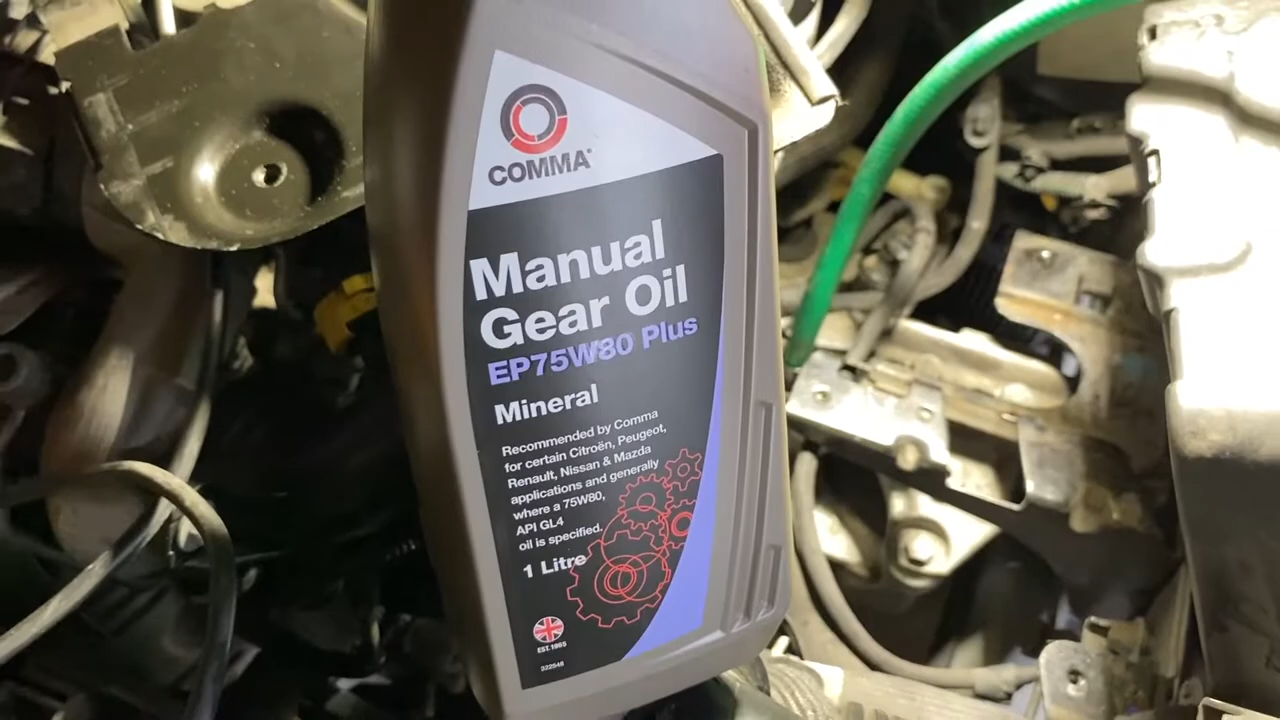 COMMA
Manual
Gear Oil
EP75W80 Plus
Mineral
Recommended by Comma
for certain Citroën, Peugeot,
Renault, Nissan & Mazda
applications and generally
where a 75W80,
API GL4
oil is specified.
1 Litre
EST.1965
322546